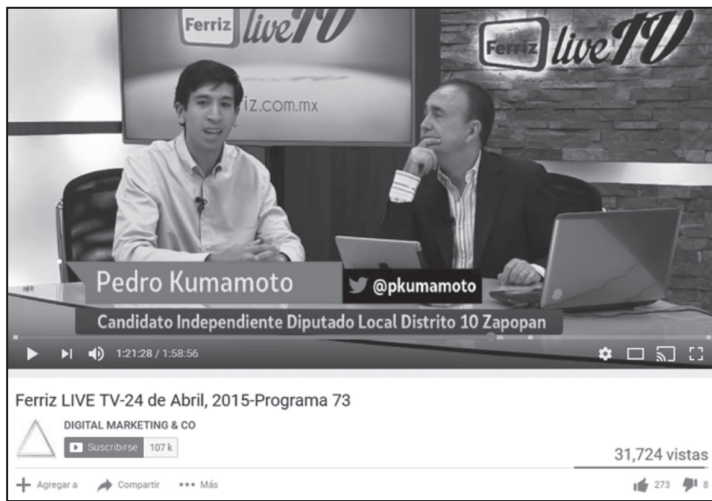 Ferriz live TV
Ferriz live TV
iz.com.mx
Pedro Kumamoto
@pkumamoto
Candidato Independiente Diputado Local Distrito 10 Zapopan
1:21:28 / 1:58:56
Ferriz LIVE TV-24 de Abril, 2015-Programa 73
DIGITAL MARKETING & CO
Suscribirse 107 k
31,724 vistas
Agregar a Compartir Más
273 8